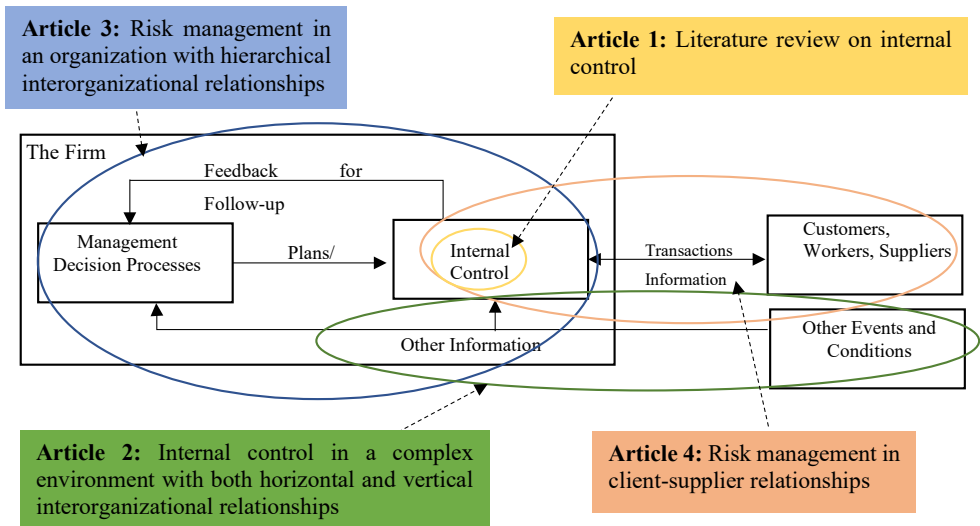 Article 3: Risk management in
an organization with hierarchical
interorganizational relationships
Article 1: Literature review on internal
control
The Firm
Feedback for
Follow-up
Management
Decision Processes
Plans/
Internal
Control
Transactions
Information
Customers,
Workers, Suppliers
Other Information
Other Events and
Conditions
Article 2: Internal control in a complex
environment with both horizontal and vertical
interorganizational relationships
Article 4: Risk management in
client-supplier relationships